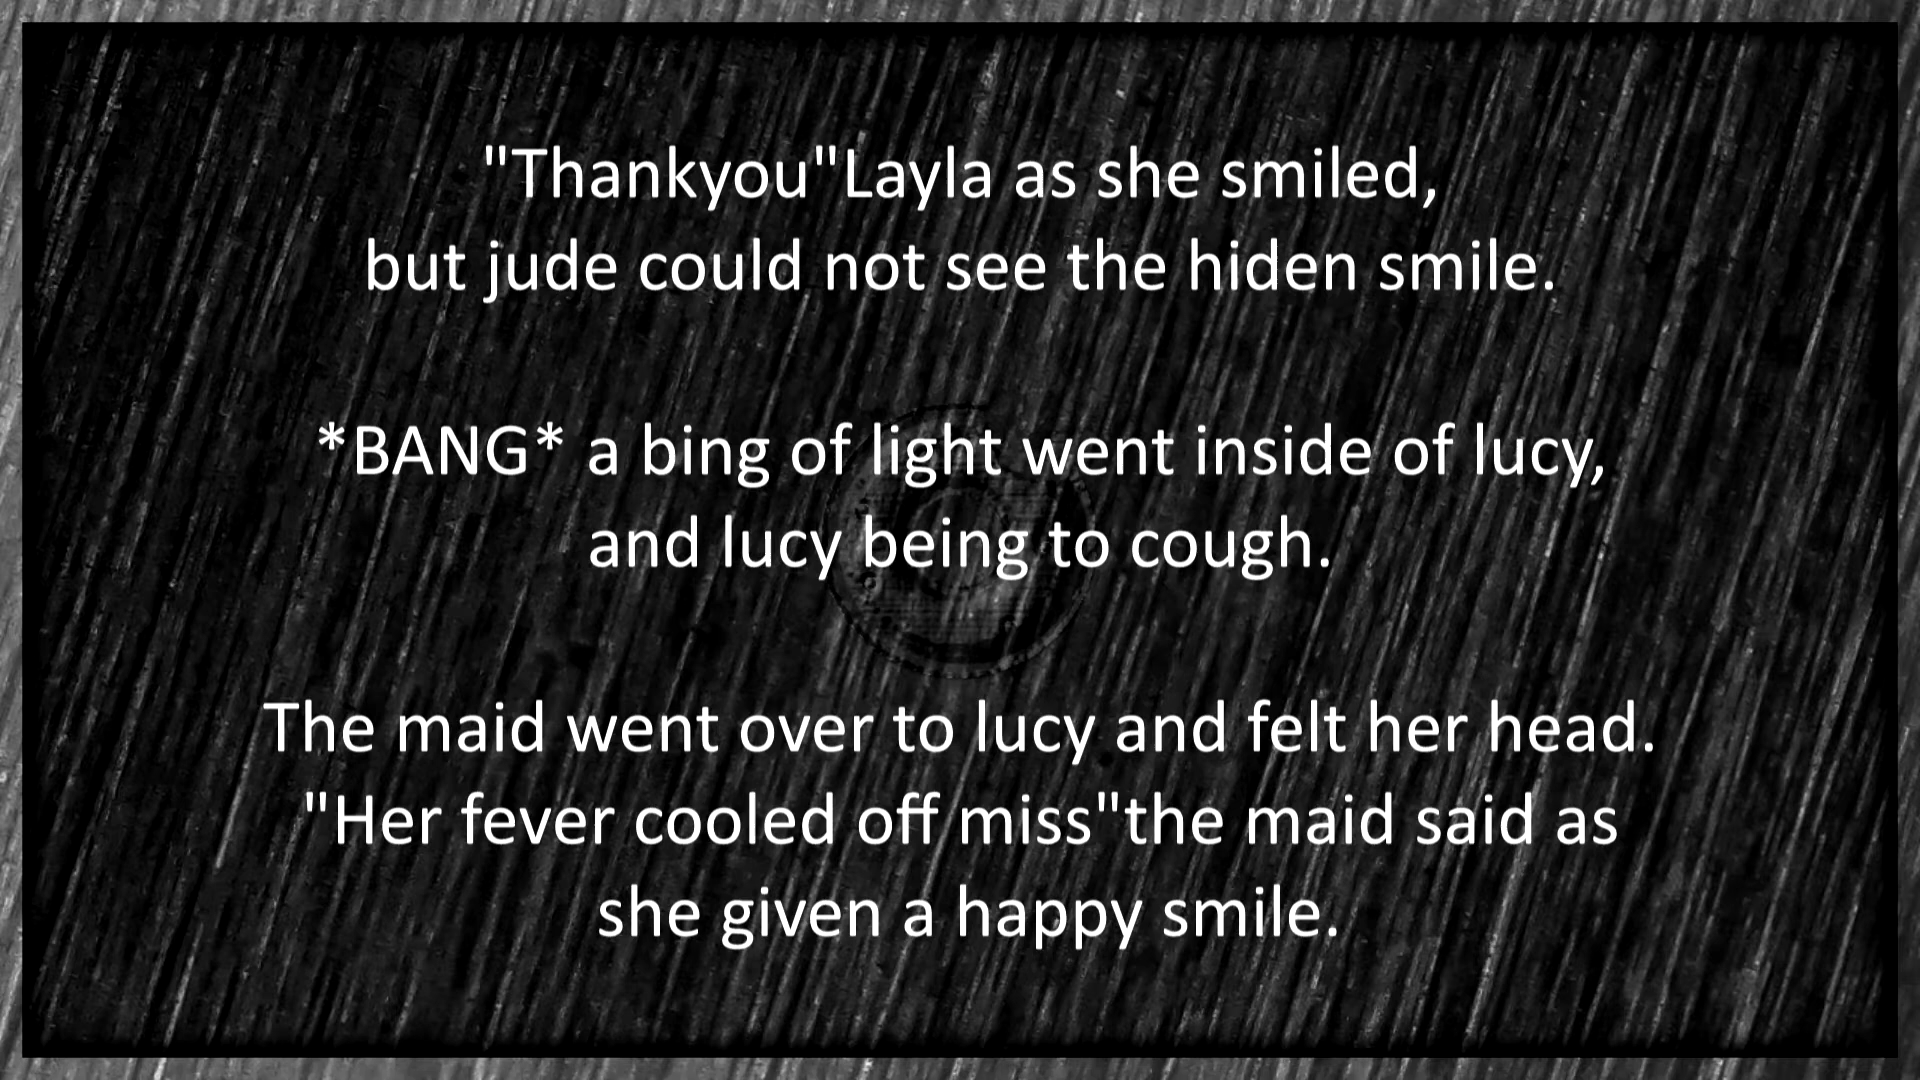 "Thankyou"Layla as she smiled,
but jude could not see the hiden smile.
*BANG* a bing of light went inside of lucy,
and lucy being to cough.
The maid went over to lucy and felt her head.
"Her fever cooled off miss"the maid said as
she given a happy smile.